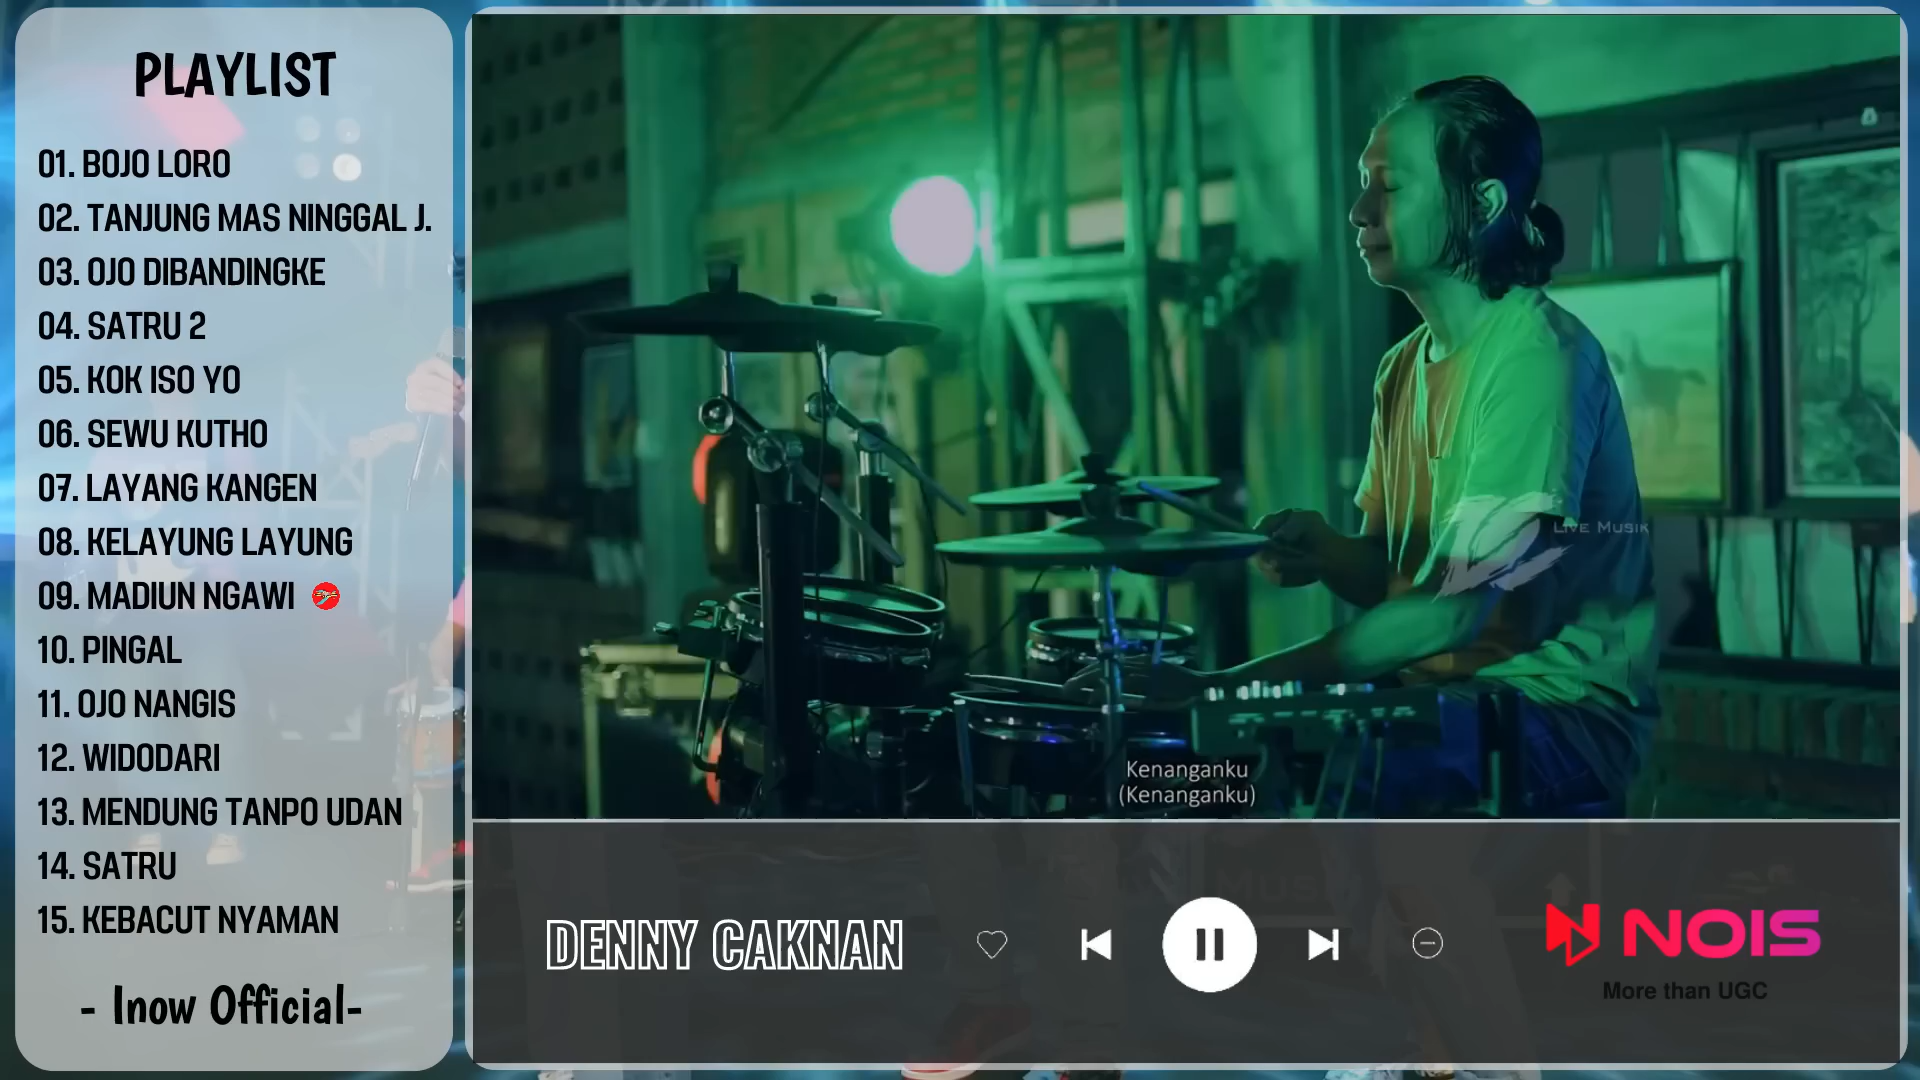 PLAYLIST
01. BOJO LORO
02. TANJUNG MAS NINGGAL J.
03. OJO DIBANDINGKE
04. SATRU 2
05. KOK ISO YO
06. SEWU KUTHO
07. LAYANG KANGEN
08. KELAYUNG LAYUNG
09. MADIUN NGAWI
10. PINGAL
11. OJO NANGIS
12. WIDODARI
13. MENDUNG TANPO UDAN
14. SATRU
15. KEBACUT NYAMAN
- Inow Official-
Live Musik
Kenanganku
(Kenanganku)
DENNY CAKNAN
NOIS
More than UGC